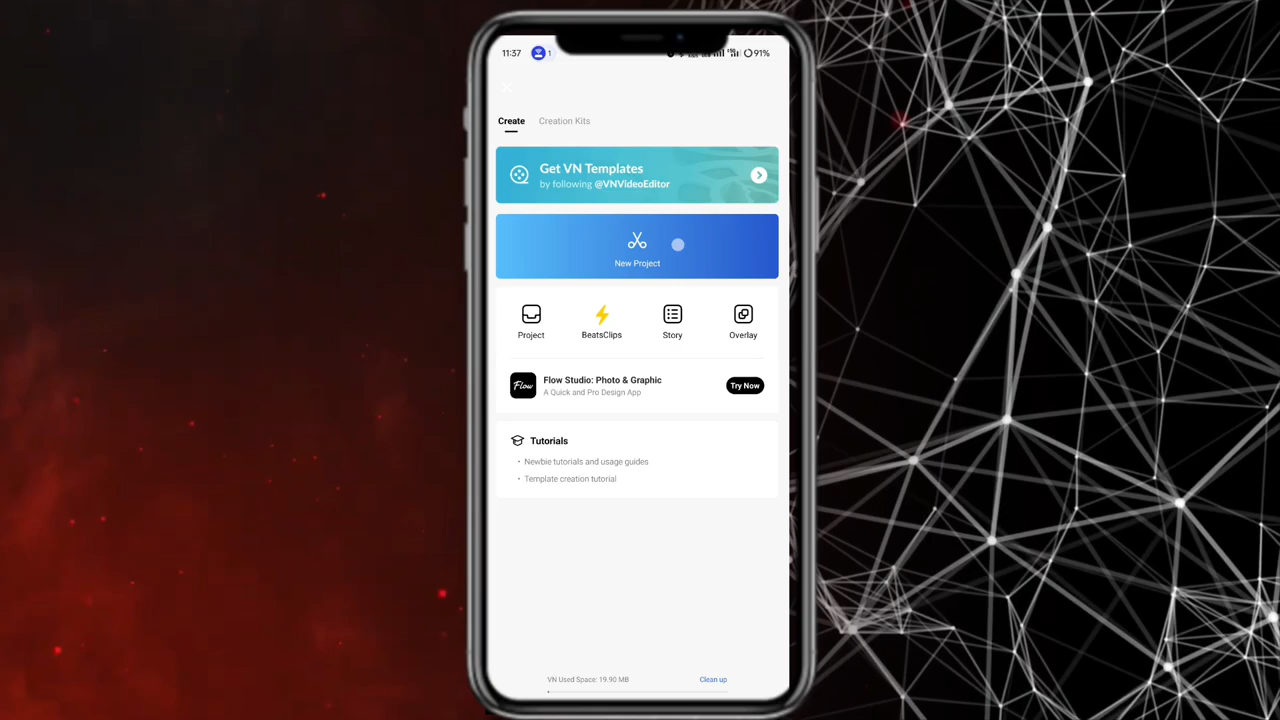 11:37 1 91%
Create Creation Kits
Get VN Templates
by following @VNVideoEditor
New Project
Project BeatsClips Story Overlay
Flow
Flow Studio: Photo & Graphic
A Quick and Pro Design App
Try Now
Tutorials
• Newbie tutorials and usage guides
• Template creation tutorial
VN Used Space: 19.90 MB Clean up